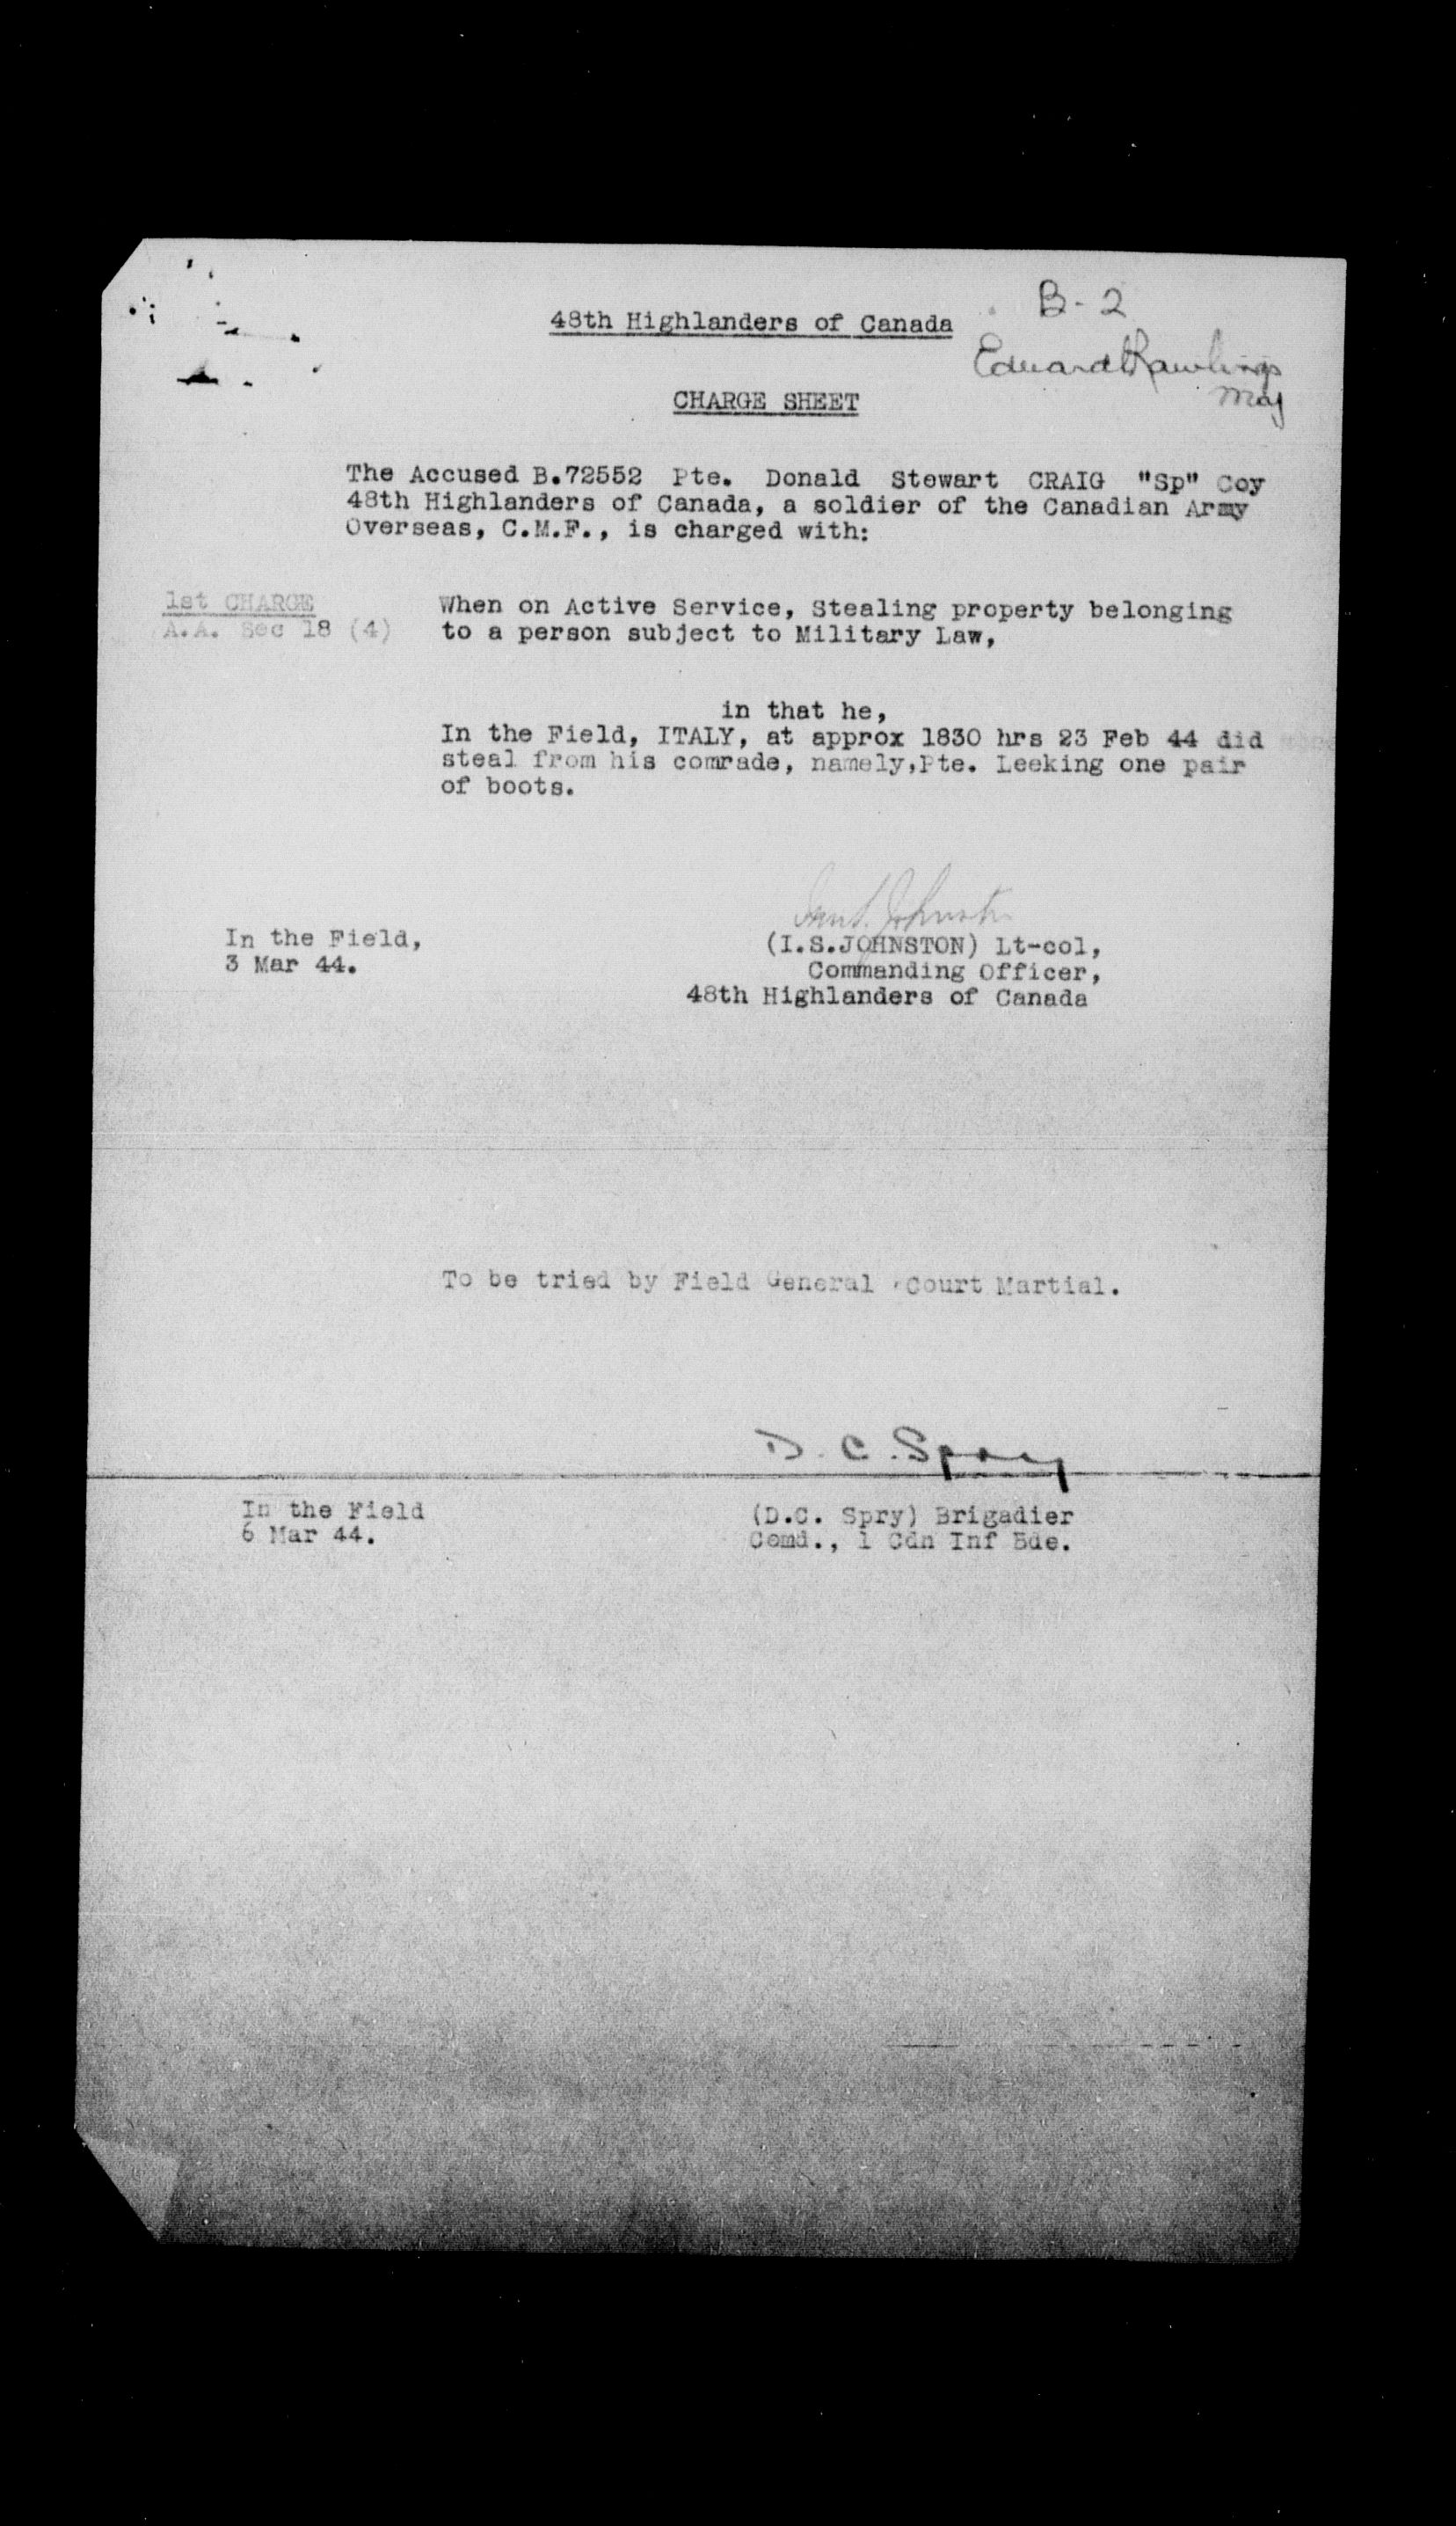 B-2
48th Highlanders of Canada
Edward Rawlings
Maj
CHARGE SHEET
The Accused B.72552 Pte. Donald Stewart CRAIG "Sp" Coy
48th Highlanders of Canada, a soldier of the Canadian Army
Overseas, C.M.F., is charged with:
1st CHARGE
A.A. Sec 18 (4)
When on Active Service, Stealing property belonging
to a person subject to Military Law,
in that he,
In the Field, ITALY, at approx 1830 hrs 23 Feb 44 did
steal from his comrade, namely,Pte. Leeking one pair
of boots.
In the Field,
3 Mar 44.
(I.S.JOHNSTON) Lt-col,
Commanding Officer,
48th Highlanders of Canada
To be tried by Field General Court Martial.
D. C. Spry
In the Field
6 Mar 44.
(D.C. Spry) Brigadier
Comd., 1 Cdn Inf Bde.